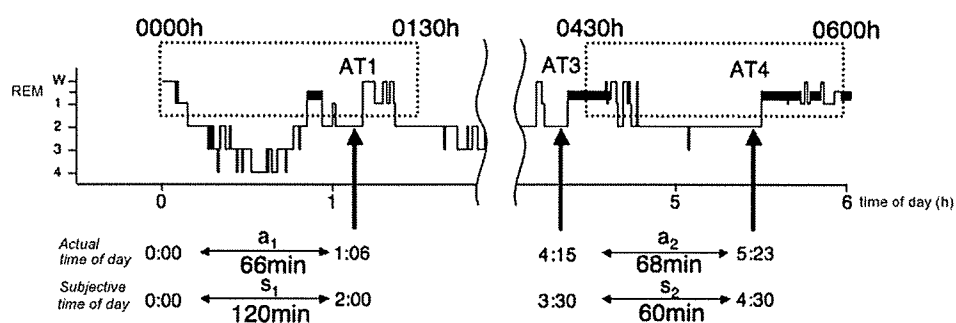 0000h 0130h 0430h 0600h
AT1 AT3 AT4
W
REM
1
2
3
4
0 1 5 6 time of day (h)
Actual time of day 0:00 a1 66min 1:06 4:15 a2 68min 5:23
Subjective time of day 0:00 s1 120min 2:00 3:30 s2 60min 4:30